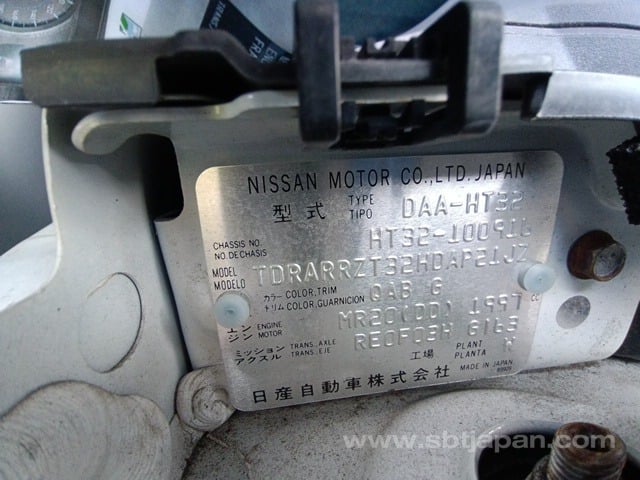 NISSAN MOTOR CO.,LTD. JAPAN
型式 TYPE TIPO DAA-HT32
CHASSIS NO. NO.DE CHASIS HT32-100916
MODEL MODELO TDRARRZT32HDAP21JZ
カラー COLOR,TRIM トリム COLOR,GUARNICION QAB G
エンジン ENGINE MOTOR MR20(DD) 1997 CC
ミッション アクスル TRANS.,AXLE TRANS.,EJE RE0F03H G163
工場 PLANT PLANTA
日産自動車株式会社 MADE IN JAPAN
www.sbtjapan.com